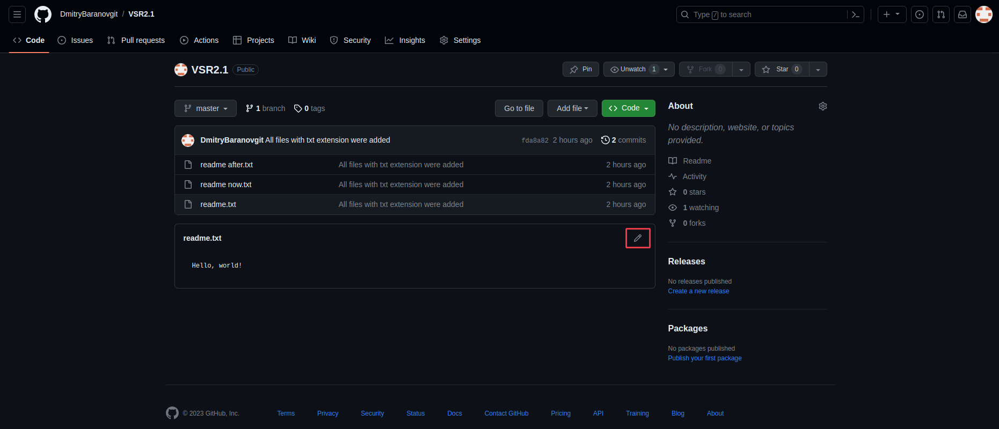 DmitryBaranovgit / VSR2.1
Type / to search
Code Issues Pull requests Actions Projects Wiki Security Insights Settings
VSR2.1 Public
Pin Unwatch 1 Fork 0 Star 0
master 1 branch 0 tags Go to file Add file Code
DmitryBaranovgit All files with txt extension were added fda8a82 2 hours ago 2 commits
readme after.txt All files with txt extension were added 2 hours ago
readme now.txt All files with txt extension were added 2 hours ago
readme.txt All files with txt extension were added 2 hours ago
readme.txt
Hello, world!
About
No description, website, or topics
provided.
Readme
Activity
0 stars
1 watching
0 forks
Releases
No releases published
Create a new release
Packages
No packages published
Publish your first package
© 2023 GitHub, Inc. Terms Privacy Security Status Docs Contact GitHub Pricing API Training Blog About